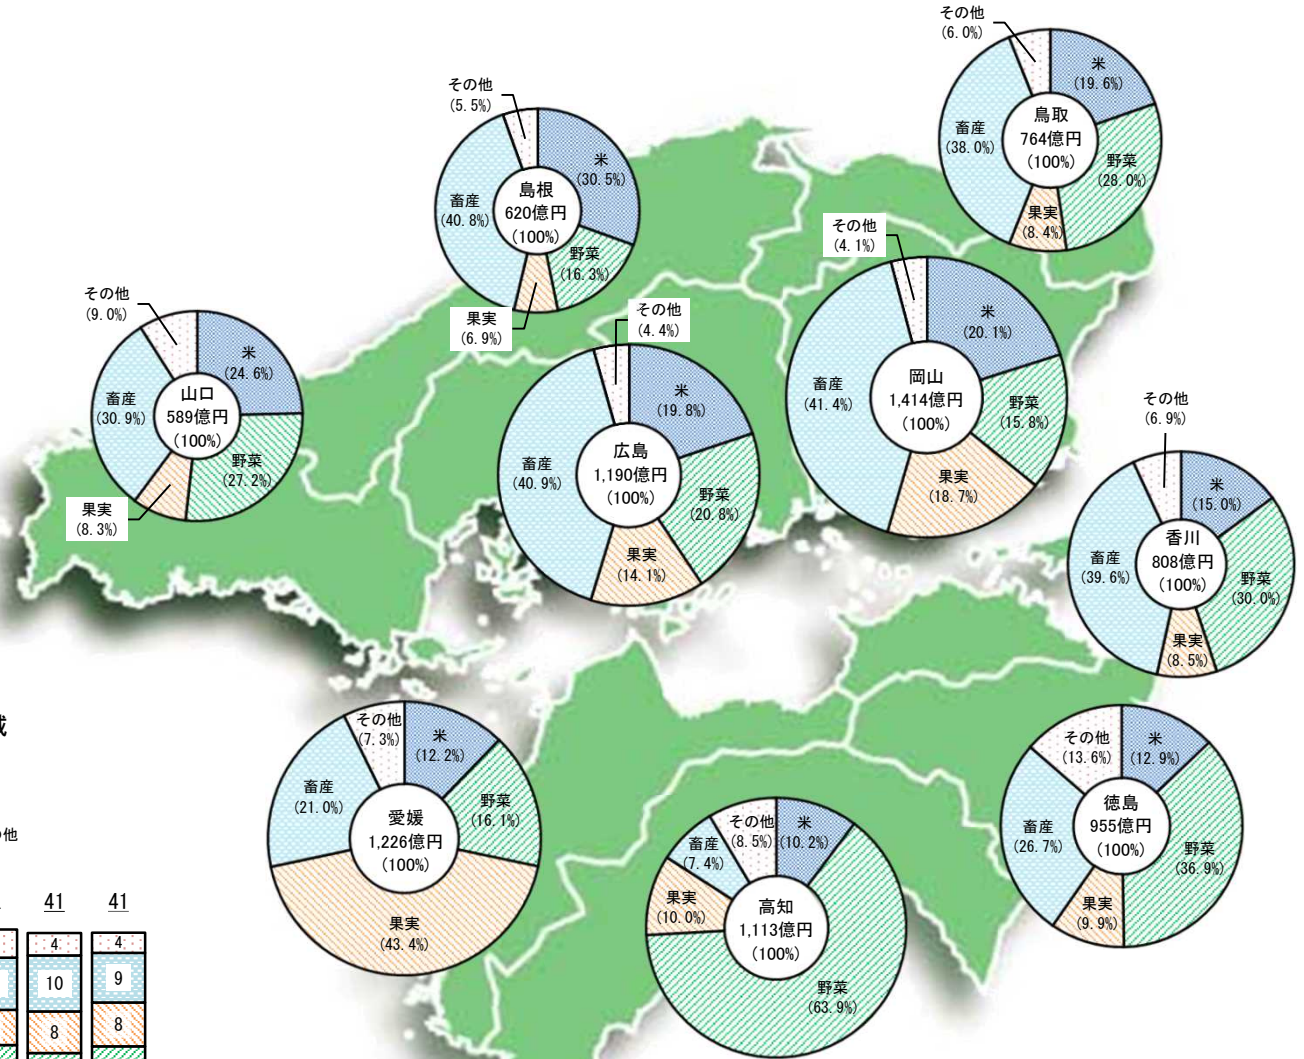 その他
(6.0%)
米
(19.6%)
鳥取
764億円
(100%)
畜産
(38.0%)
野菜
(28.0%)
果実
(8.4%)
その他
(5.5%)
米
(30.5%)
島根
620億円
(100%)
畜産
(40.8%)
野菜
(16.3%)
果実
(6.9%)
その他
(4.1%)
米
(20.1%)
岡山
1,414億円
(100%)
畜産
(41.4%)
野菜
(15.8%)
果実
(18.7%)
その他
(9.0%)
米
(24.6%)
山口
589億円
(100%)
畜産
(30.9%)
野菜
(27.2%)
果実
(8.3%)
その他
(4.4%)
米
(19.8%)
広島
1,190億円
(100%)
畜産
(40.9%)
野菜
(20.8%)
果実
(14.1%)
その他
(6.9%)
米
(15.0%)
香川
808億円
(100%)
畜産
(39.6%)
野菜
(30.0%)
果実
(8.5%)
その他
(7.3%)
米
(12.2%)
愛媛
1,226億円
(100%)
畜産
(21.0%)
野菜
(16.1%)
果実
(43.4%)
その他
(8.5%)
米
(10.2%)
高知
1,113億円
(100%)
畜産
(7.4%)
果実
(10.0%)
野菜
(63.9%)
その他
(13.6%)
米
(12.9%)
徳島
955億円
(100%)
畜産
(26.7%)
野菜
(36.9%)
果実
(9.9%)
他
41 41
4 4
10 9
8 8